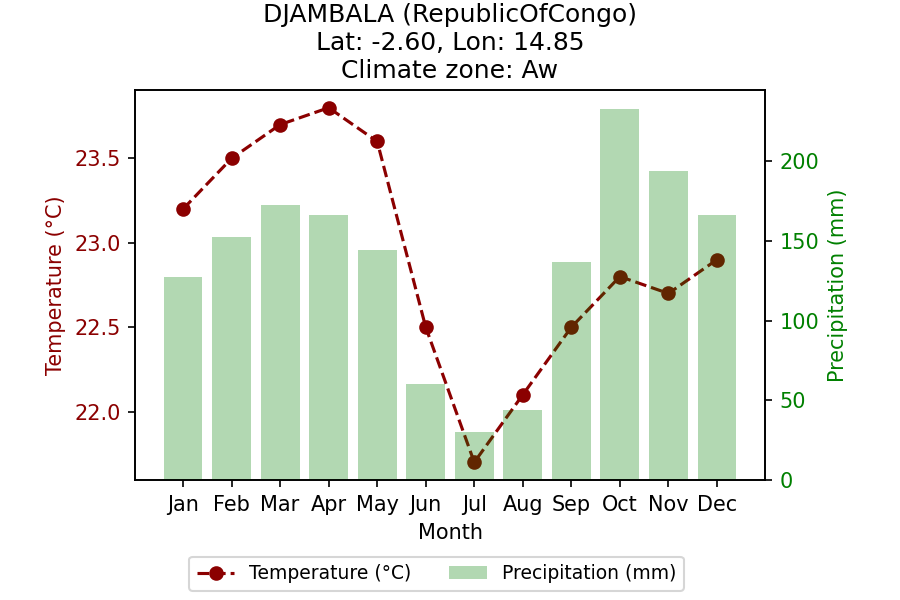 DJAMBALA (RepublicOfCongo)
Lat: -2.60, Lon: 14.85
Climate zone: Aw
Temperature (°C)
23.5
23.0
22.5
22.0
200
150
100
50
0
Precipitation (mm)
Jan Feb Mar Apr May Jun Jul Aug Sep Oct Nov Dec
Month
Temperature (°C) Precipitation (mm)